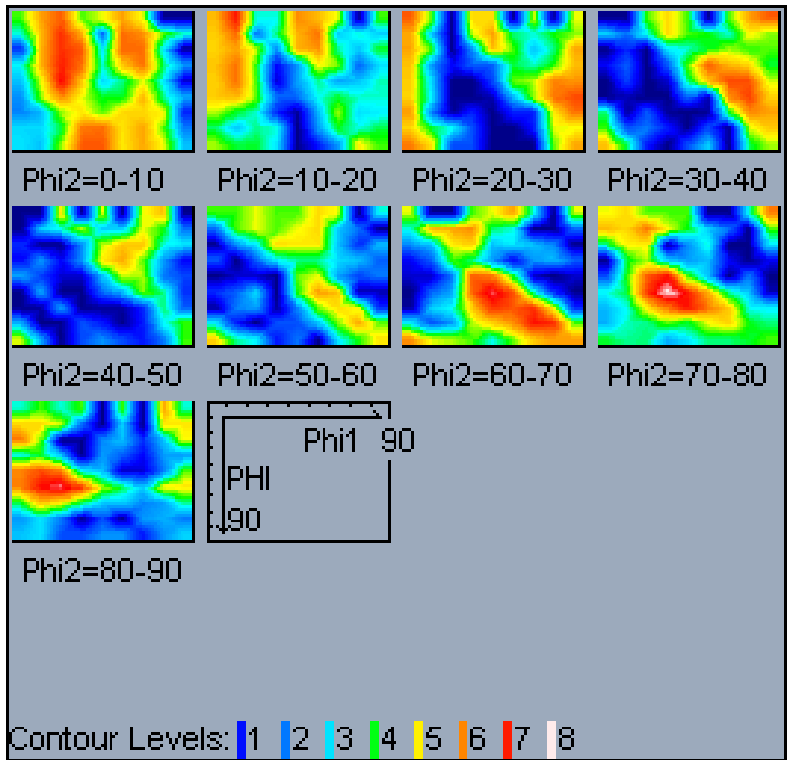 Phi2=0-10 Phi2=10-20 Phi2=20-30 Phi2=30-40
Phi2=40-50 Phi2=50-60 Phi2=60-70 Phi2=70-80
Phi1 90
PHI
90
Phi2=80-90
Contour Levels: 1 2 3 4 5 6 7 8